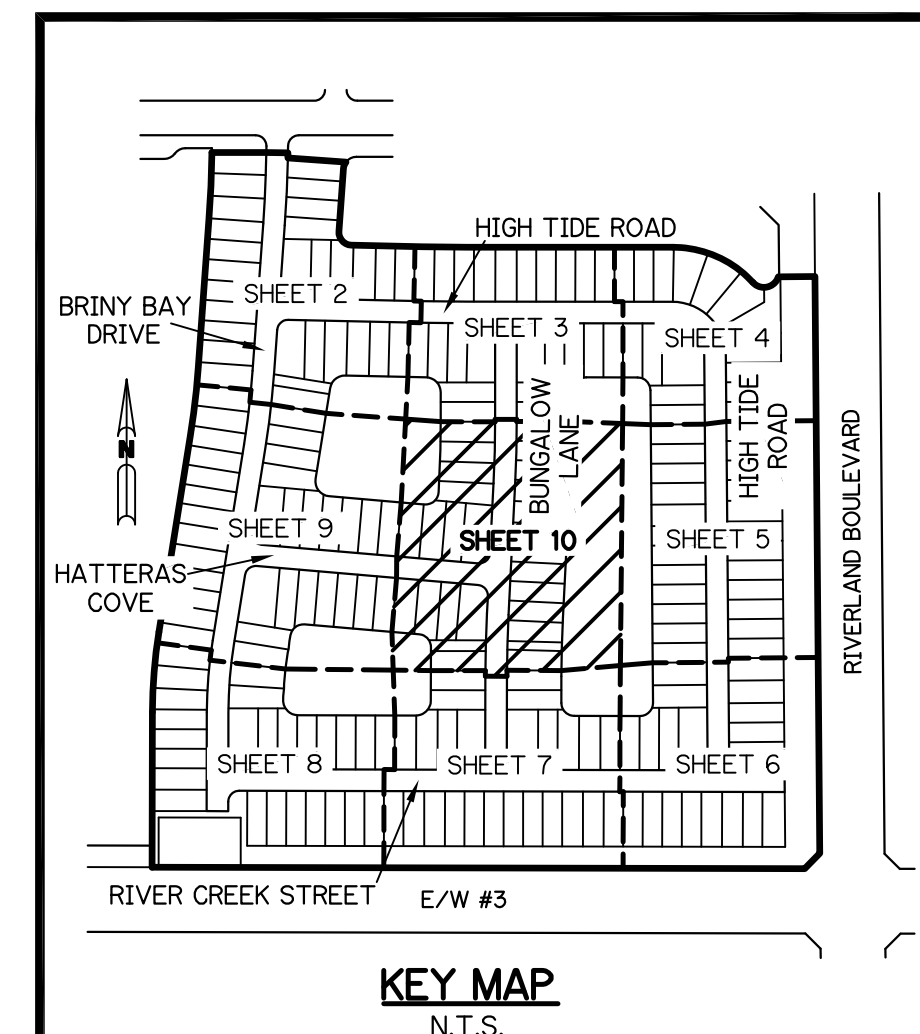 HIGH TIDE ROAD
SHEET 2
BRINY BAY
DRIVE
SHEET 3
SHEET 4
BUNGALOW
LANE
HIGH TIDE
ROAD
RIVERLAND BOULEVARD
N
SHEET 9
SHEET 10
SHEET 5
HATTERAS
COVE
SHEET 8
SHEET 7
SHEET 6
RIVER CREEK STREET
E/W #3
KEY MAP
N.T.S.